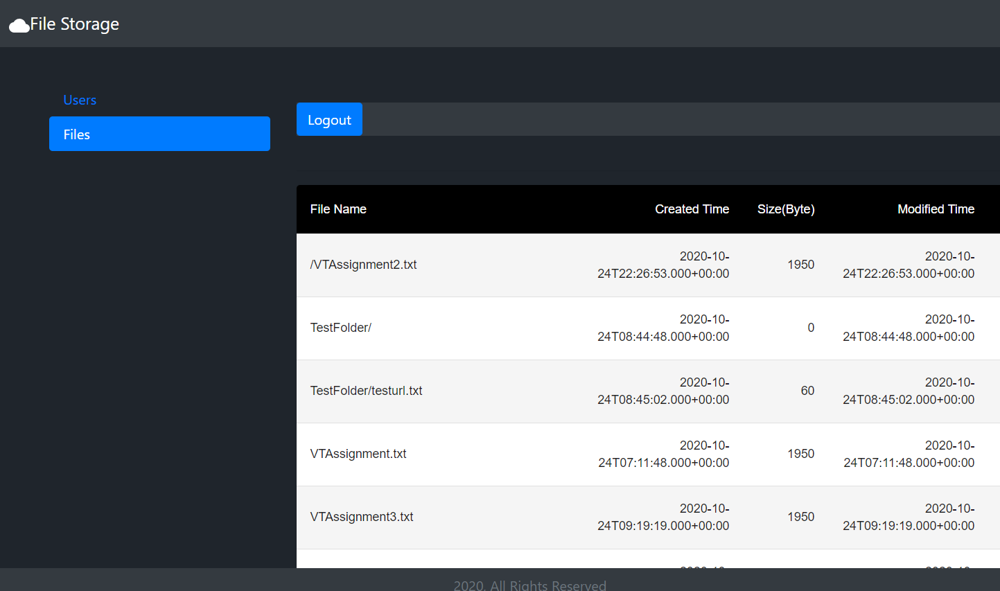 File Storage
Users
Files
Logout
File Name Created Time Size(Byte) Modified Time
/VTAssignment2.txt 2020-10-24T22:26:53.000+00:00 1950 2020-10-24T22:26:53.000+00:00
TestFolder/ 2020-10-24T08:44:48.000+00:00 0 2020-10-24T08:44:48.000+00:00
TestFolder/testurl.txt 2020-10-24T08:45:02.000+00:00 60 2020-10-24T08:45:02.000+00:00
VTAssignment.txt 2020-10-24T07:11:48.000+00:00 1950 2020-10-24T07:11:48.000+00:00
VTAssignment3.txt 2020-10-24T09:19:19.000+00:00 1950 2020-10-24T09:19:19.000+00:00
2020. All Rights Reserved